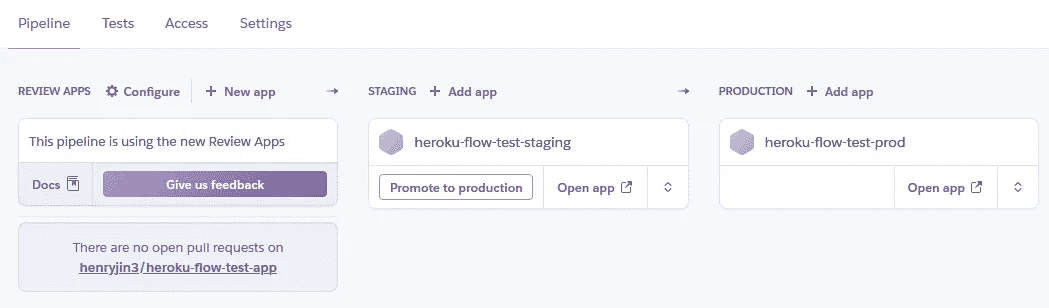 Pipeline Tests Access Settings
REVIEW APPS Configure + New app → STAGING + Add app → PRODUCTION + Add app
This pipeline is using the new Review Apps
Docs Give us feedback
There are no open pull requests on
henryjin3/heroku-flow-test-app
heroku-flow-test-staging
Promote to production Open app
heroku-flow-test-prod
Open app